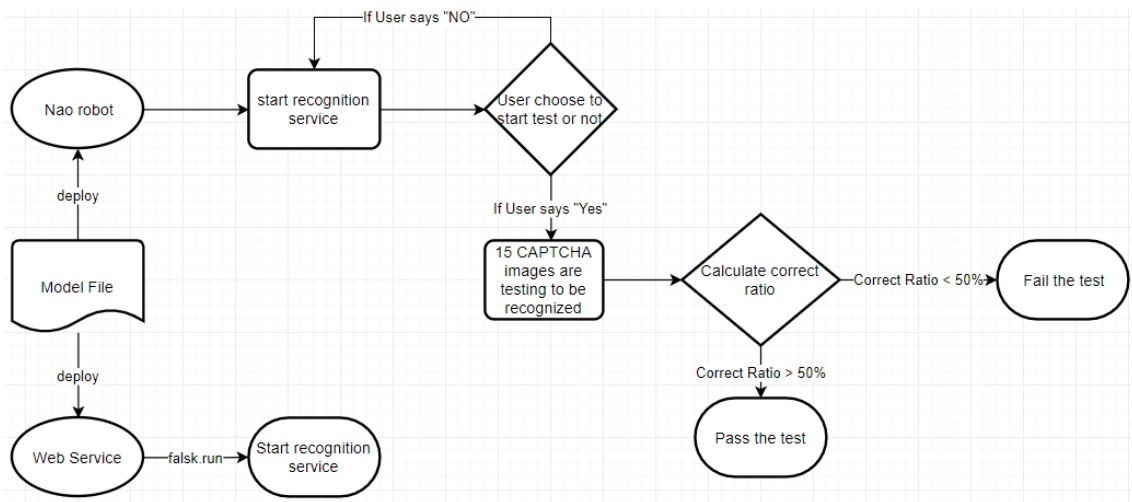 If User says "NO"
Nao robot
start recognition
service
User choose to
start test or not
deploy
If User says "Yes"
Model File
15 CAPTCHA
images are
testing to be
recognized
Calculate correct
ratio
Correct Ratio < 50%
Fail the test
deploy
Correct Ratio > 50%
Web Service
falsk.run
Start recognition
service
Pass the test